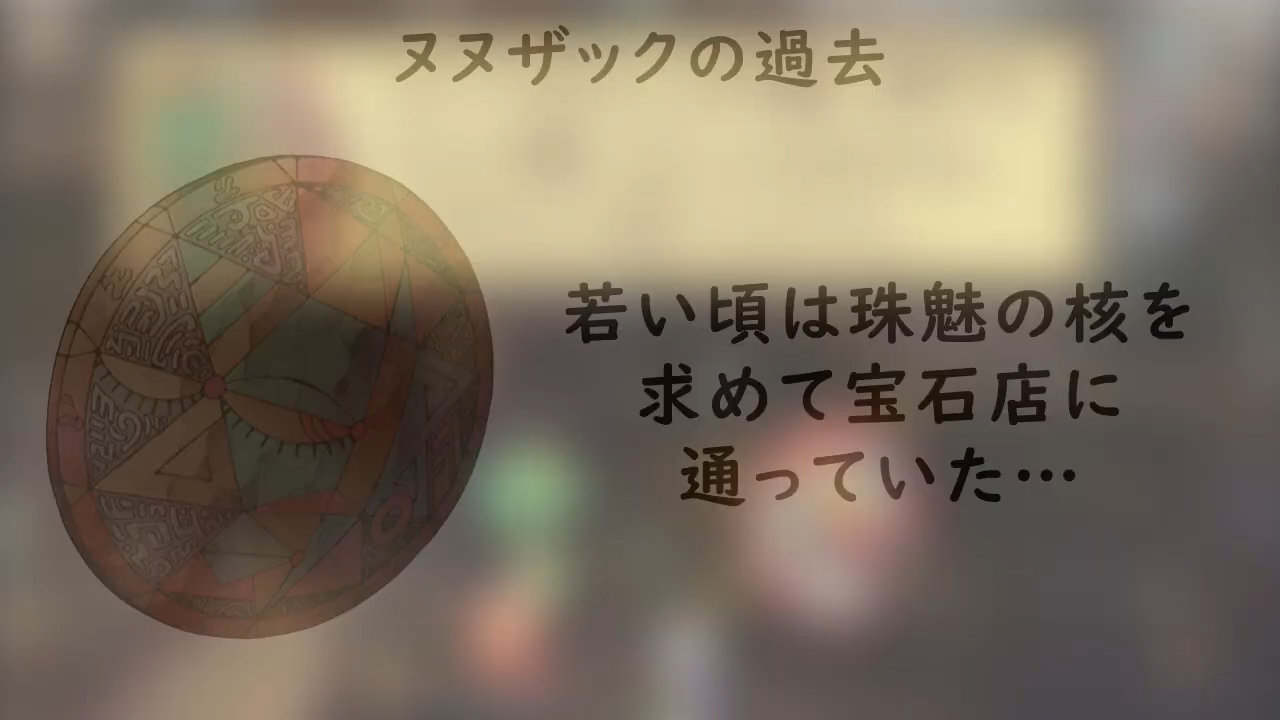 ヌヌザックの過去
若い頃は珠魅の核を
求めて宝石店に
通っていた…